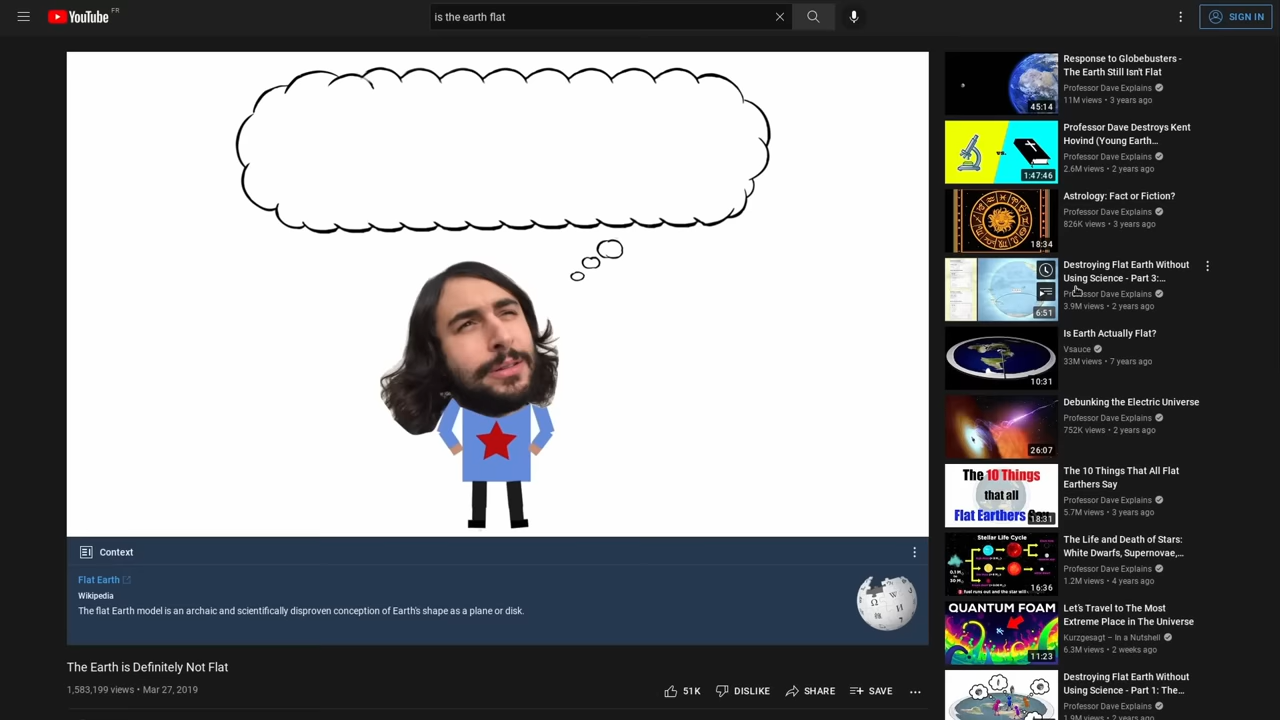 YouTube FR
is the earth flat
SIGN IN
Response to Globebusters -
The Earth Still Isn't Flat
Professor Dave Explains
11M views • 3 years ago
45:14
Professor Dave Destroys Kent
Hovind (Young Earth...
Professor Dave Explains
2.6M views • 2 years ago
vs.
1:47:46
Astrology: Fact or Fiction?
Professor Dave Explains
826K views • 3 years ago
18:34
Destroying Flat Earth Without
Using Science - Part 3:...
Professor Dave Explains
3.9M views • 2 years ago
6:51
Is Earth Actually Flat?
Vsauce
33M views • 7 years ago
10:31
Debunking the Electric Universe
Professor Dave Explains
752K views • 2 years ago
26:07
The 10 Things
that all
Flat Earthers
18:31
The 10 Things That All Flat
Earthers Say
Professor Dave Explains
5.7M views • 3 years ago
Stellar Life Cycle
16:36
The Life and Death of Stars:
White Dwarfs, Supernovae,...
Professor Dave Explains
1.2M views • 4 years ago
QUANTUM FOAM
11:23
Let's Travel to The Most
Extreme Place in The Universe
Kurzgesagt – In a Nutshell
6.3M views • 2 weeks ago
Destroying Flat Earth Without
Using Science - Part 1: The...
Professor Dave Explains
1.9M views • 2 years ago
Context
Flat Earth
Wikipedia
The flat Earth model is an archaic and scientifically disproven conception of Earth's shape as a plane or disk.
The Earth is Definitely Not Flat
1,583,199 views • Mar 27, 2019
51K
DISLIKE
SHARE
SAVE